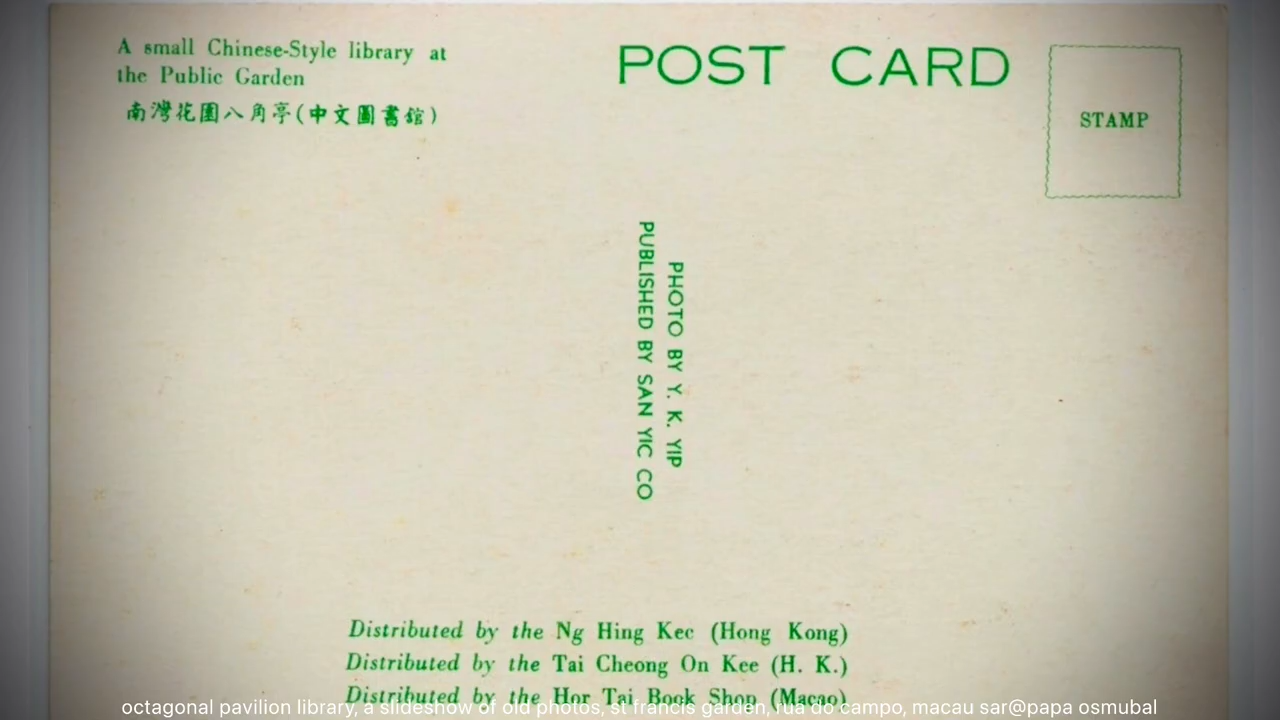 A small Chinese-Style library at
the Public Garden
南灣花園八角亭(中文圖書舘)
POST CARD
STAMP
PHOTO BY Y. K. YIP
PUBLISHED BY SAN YIC CO
Distributed by the Ng Hing Kee (Hong Kong)
Distributed by the Tai Cheong On Kee (H. K.)
Distributed by the Hor Tai Book Shop (Macao)
octagonal pavilion library, a slideshow of old photos, st francis garden, rua do campo, macau sar@papa osmubal